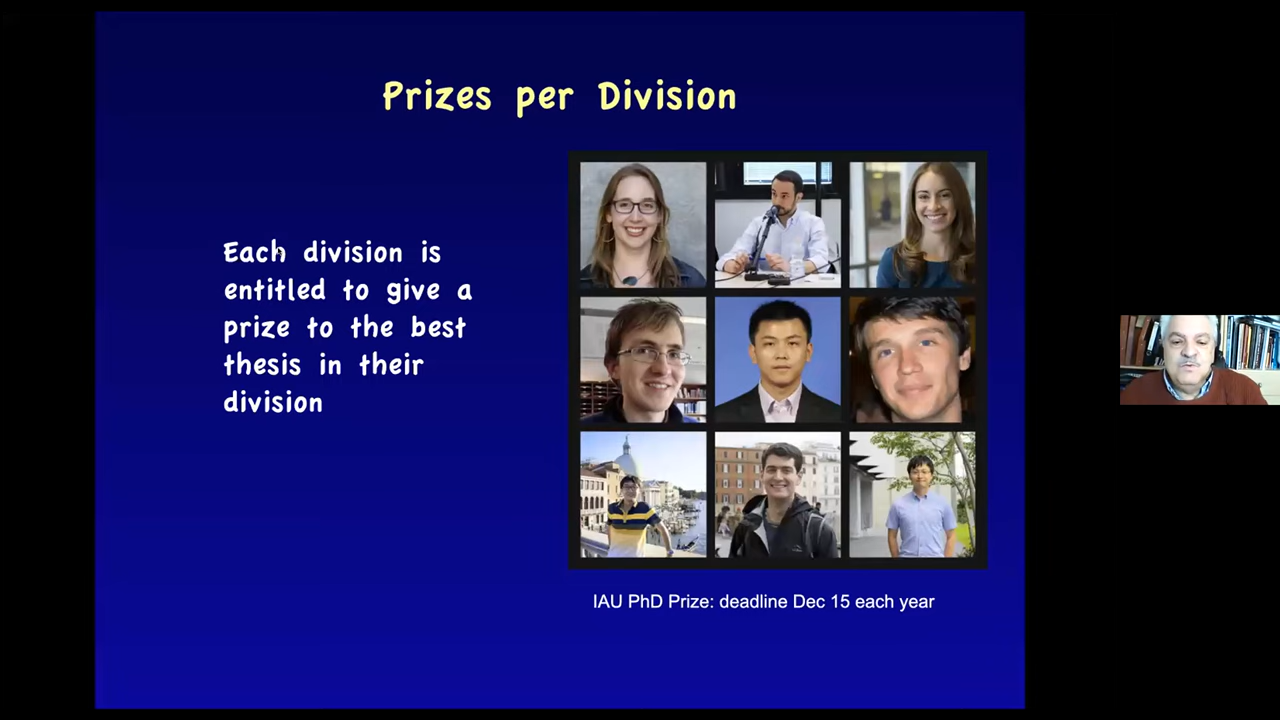 Prizes per Division
Each division is
entitled to give a
prize to the best
thesis in their
division
IAU PhD Prize: deadline Dec 15 each year